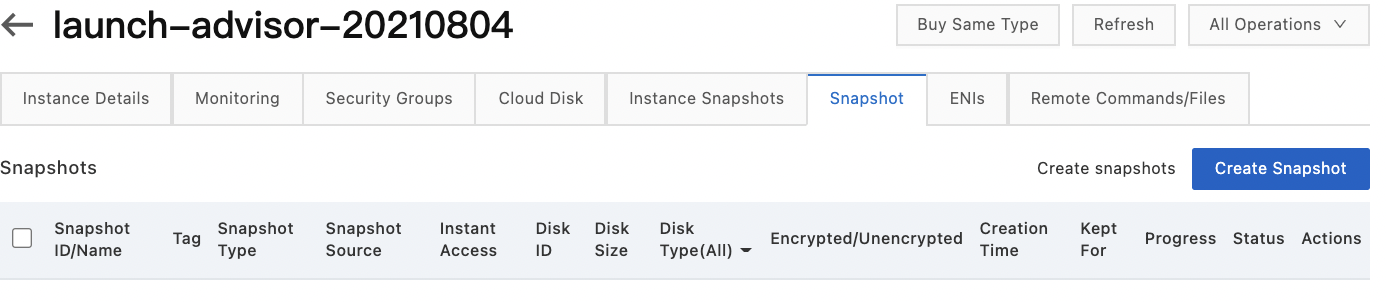 launch-advisor-20210804
Buy Same Type
Refresh
All Operations
Instance Details
Monitoring
Security Groups
Cloud Disk
Instance Snapshots
Snapshot
ENIs
Remote Commands/Files
Snapshots
Create snapshots
Create Snapshot
Snapshot
ID/Name
Tag
Snapshot
Type
Snapshot
Source
Instant
Access
Disk
ID
Disk
Size
Disk
Type(All)
Encrypted/Unencrypted
Creation
Time
Kept
For
Progress
Status
Actions